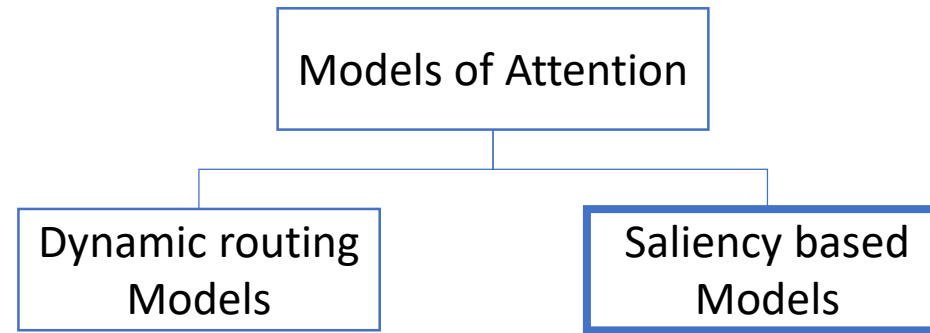 Models of Attention
Dynamic routing
Models
Saliency based
Models